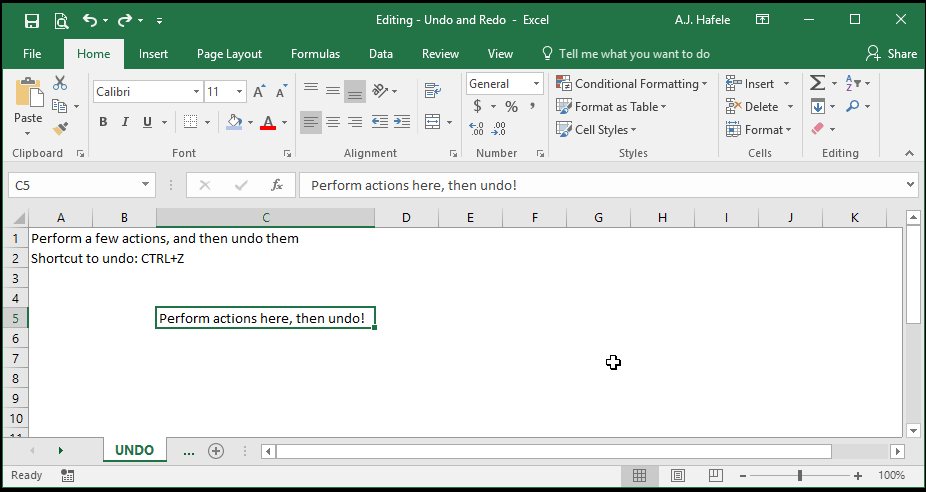 Editing - Undo and Redo - Excel
A.J. Hafele
File Home Insert Page Layout Formulas Data Review View Tell me what you want to do Share
Calibri 11 General Conditional Formatting Insert Σ A Z
Paste B I U A $ % , Format as Table Delete
.00 .0 Cell Styles Format
Clipboard Font Alignment Number Styles Cells Editing
C5 fx Perform actions here, then undo!
A B C D E F G H I J K
1 Perform a few actions, and then undo them
2 Shortcut to undo: CTRL+Z
3
4
5 Perform actions here, then undo!
6
7
8
9
10
11
UNDO ...
Ready 100%